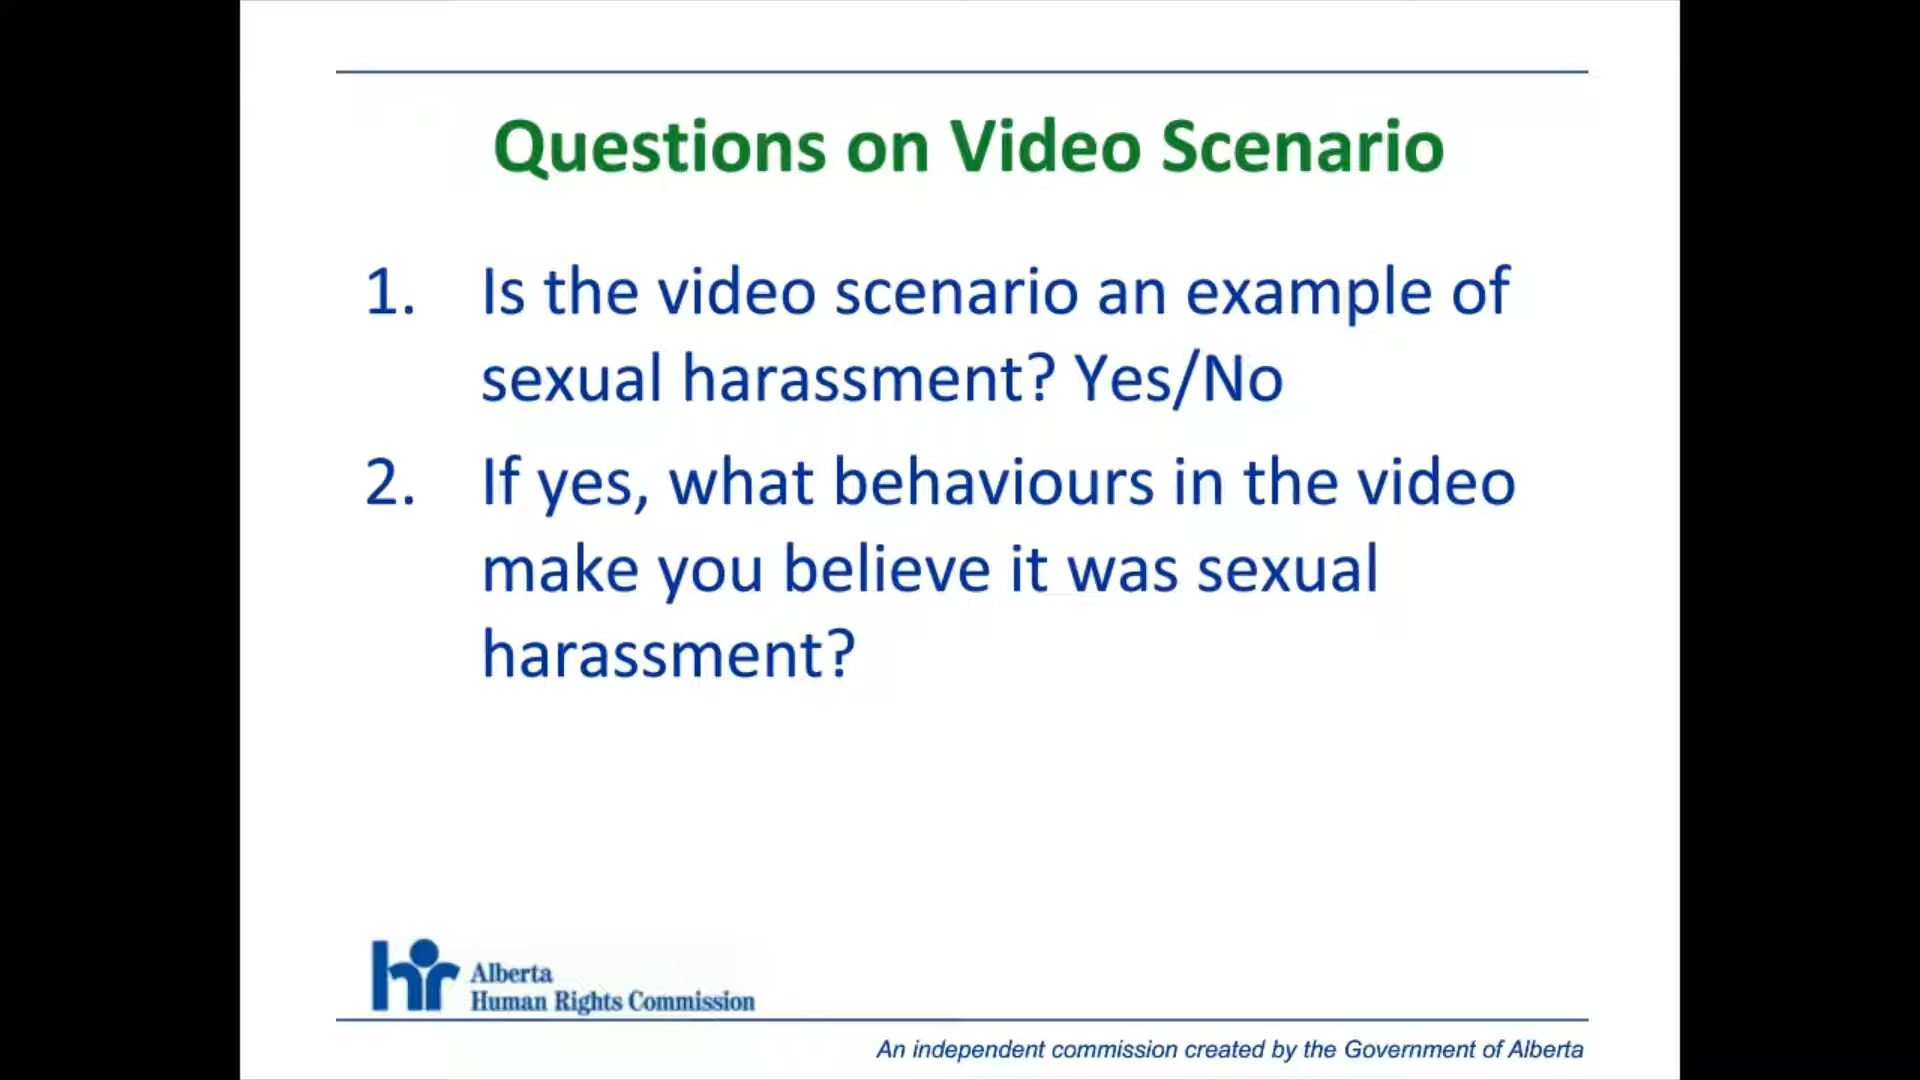 Questions on Video Scenario
1. Is the video scenario an example of
sexual harassment? Yes/No
2. If yes, what behaviours in the video
make you believe it was sexual
harassment?
hr Alberta
Human Rights Commission
An independent commission created by the Government of Alberta